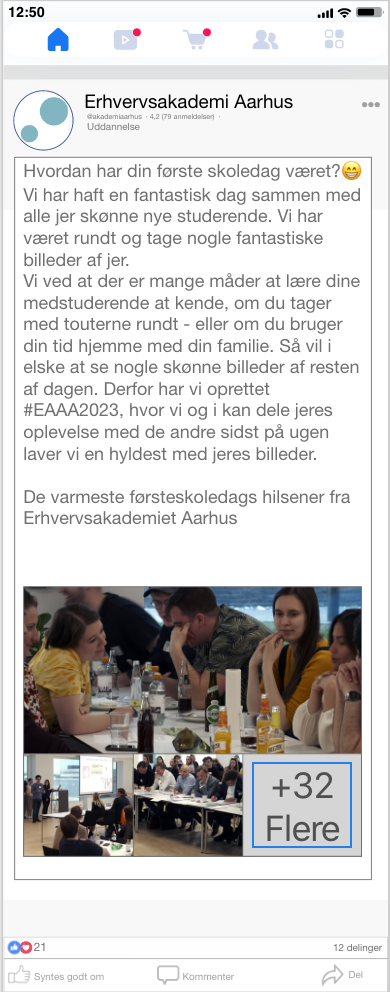 12:50
Erhvervsakademi Aarhus
@akademiaarhus · 4,2 (79 anmeldelser) ·
Uddannelse
Hvordan har din første skoledag været?😁
Vi har haft en fantastisk dag sammen med
alle jer skønne nye studerende. Vi har
været rundt og tage nogle fantastiske
billeder af jer.
Vi ved at der er mange måder at lære dine
medstuderende at kende, om du tager
med touterne rundt - eller om du bruger
din tid hjemme med din familie. Så vil i
elske at se nogle skønne billeder af resten
af dagen. Derfor har vi oprettet
#EAAA2023, hvor vi og i kan dele jeres
oplevelse med de andre sidst på ugen
laver vi en hyldest med jeres billeder.
De varmeste førsteskoledags hilsener fra
Erhvervsakademiet Aarhus
+32
Flere
21
12 delinger
Syntes godt om
Kommenter
Del